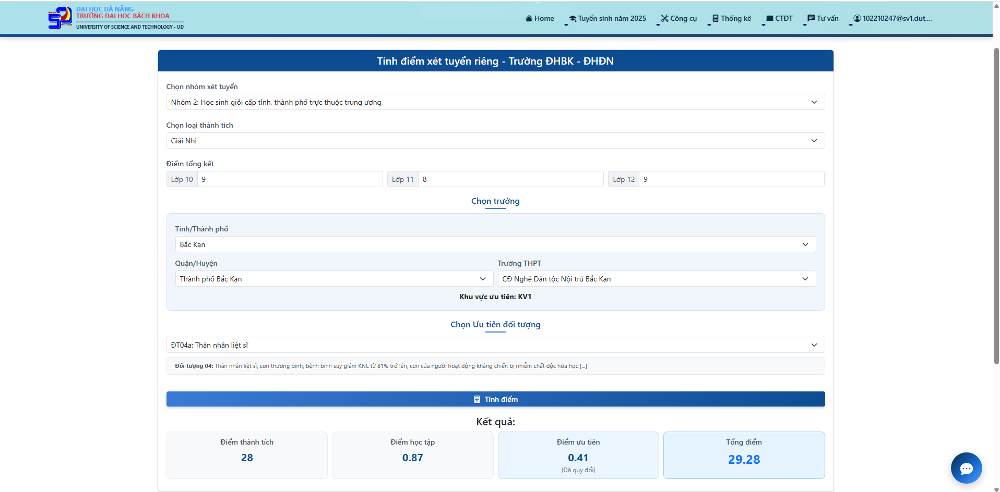 ĐẠI HỌC ĐÀ NẴNG
TRƯỜNG ĐẠI HỌC BÁCH KHOA
UNIVERSITY OF SCIENCE AND TECHNOLOGY - UD
Home
Tuyển sinh năm 2025
Công cụ
Thống kê
CTĐT
Tư vấn
102210247@sv1.dut....
Tính điểm xét tuyển riêng - Trường ĐHBK - ĐHĐN
Chọn nhóm xét tuyển
Nhóm 2: Học sinh giỏi cấp tỉnh, thành phố trực thuộc trung ương
Chọn loại thành tích
Giải Nhì
Điểm tổng kết
Lớp 10 9
Lớp 11 8
Lớp 12 9
Chọn trường
Tỉnh/Thành phố
Bắc Kạn
Quận/Huyện
Trường THPT
Thành phố Bắc Kạn
CĐ Nghề Dân tộc Nội trú Bắc Kạn
Khu vực ưu tiên: KV1
Chọn Ưu tiên đối tượng
ĐT04a: Thân nhân liệt sĩ
Đối tượng 04: Thân nhân liệt sĩ, con thương binh, bệnh binh suy giảm KNL từ 81% trở lên, con của người hoạt động kháng chiến bị nhiễm chất độc hóa học [...]
Tính điểm
Kết quả:
Điểm thành tích
28
Điểm học tập
0.87
Điểm ưu tiên
0.41
(Đã quy đổi)
Tổng điểm
29.28